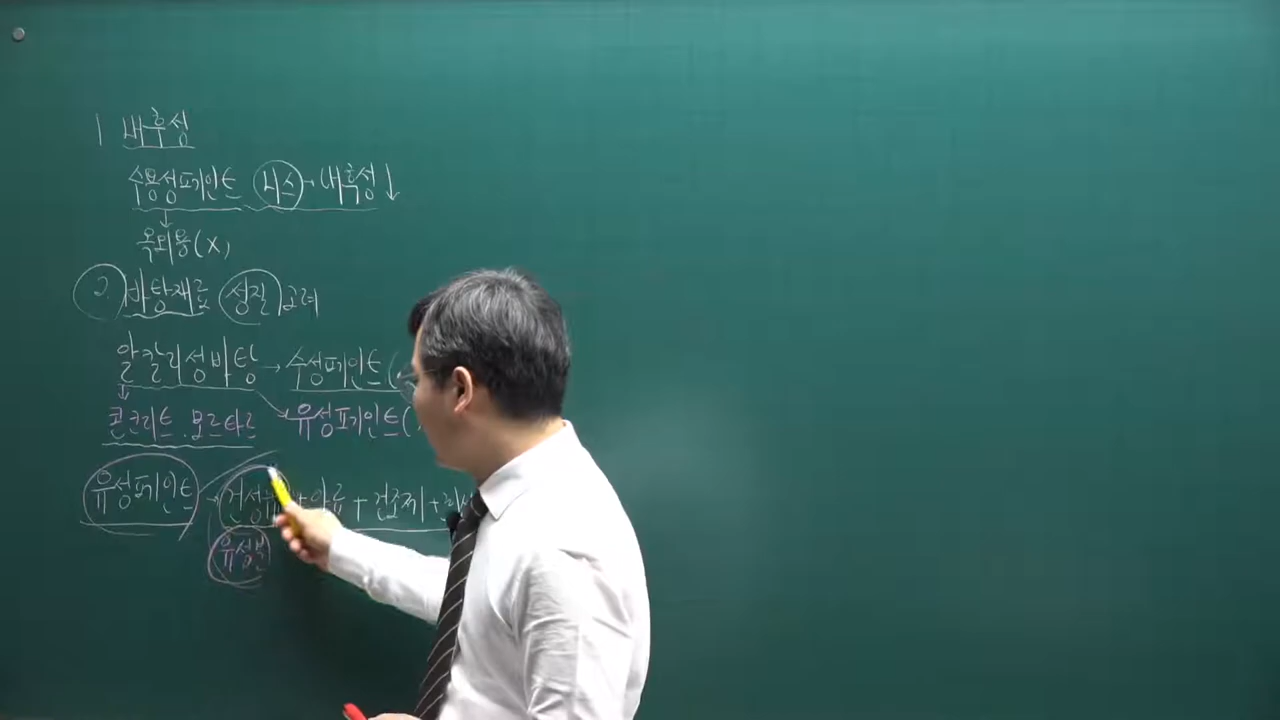 1 내후성
수용성페인트 니스→내후성↓
↓
옥외용(x)
2. 바탕재료 성질 고려
알칼리성바탕 → 수성페인트(
↓
콘크리트.모르타르 유성페인트(
유성페인트 → 건성유+안료+건조제+희
유성분